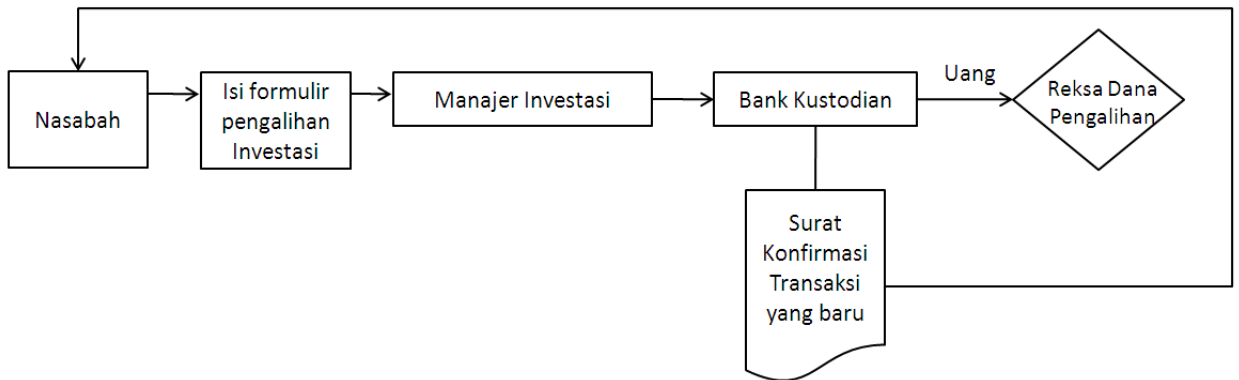 Nasabah
Isi formulir
pengalihan
Investasi
Manajer Investasi
Bank Kustodian
Uang
Reksa Dana
Pengalihan
Surat
Konfirmasi
Transaksi
yang baru